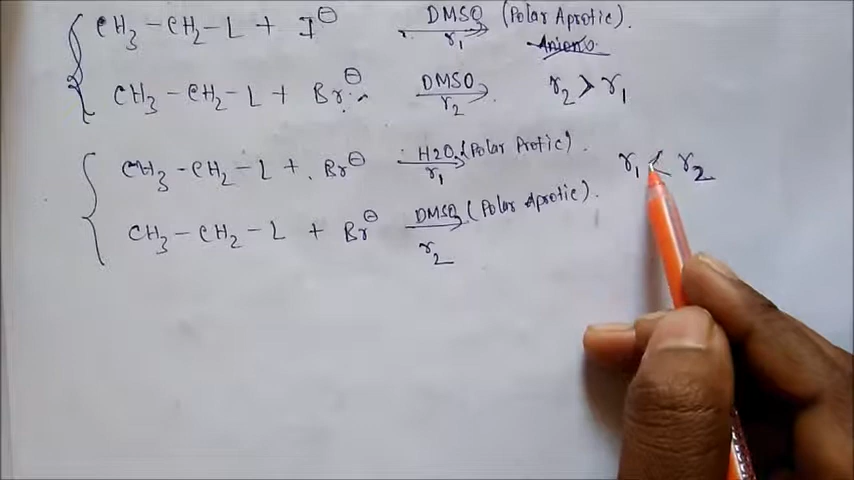 CH3 – CH2 – L + I⊖ DMSO r1 → (Polar Aprotic).
CH3 – CH2 – L + Br⊖ DMSO r2 → r2 > r1
CH3 – CH2 – L + Br⊖ H2O r1 → (Polar Protic). r1 < r2
CH3 – CH2 – L + Br⊖ DMSO r2 → (Polar Aprotic).